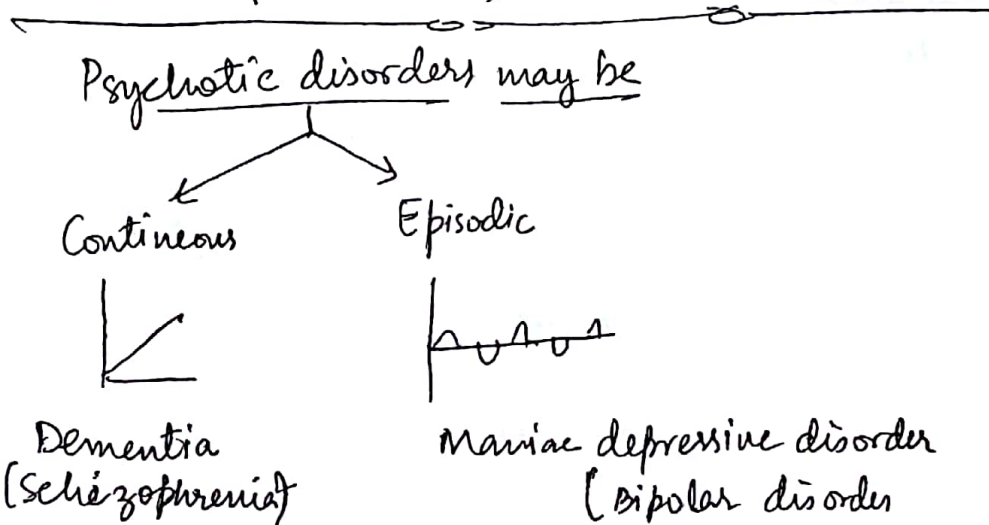 Psychotic disorders may be
Contineous
Episodic
Dementia
(Schizophrenia)
Maniac depressive disorder
(Bipolar disorder